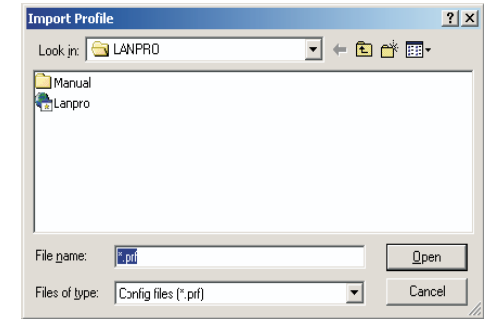 Import Profile
Look in: LANPRO
Manual
Lanpro
File name: *.prf
Open
Files of type: Config files (*.prf)
Cancel